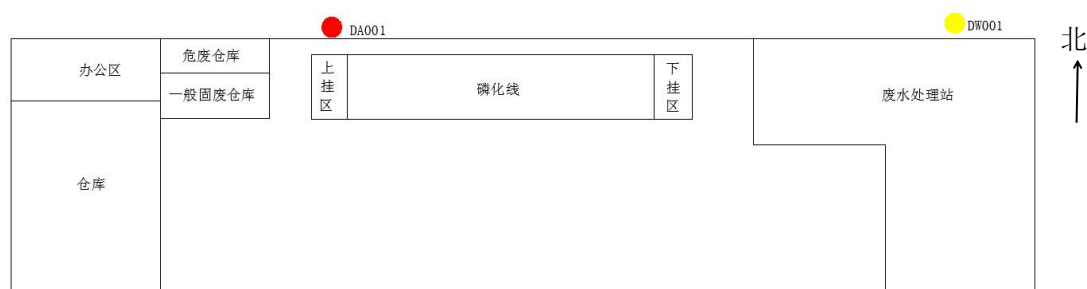 DA001
DW001
北
办公区
危废仓库
一般固废仓库
上挂区
磷化线
下挂区
废水处理站
仓库